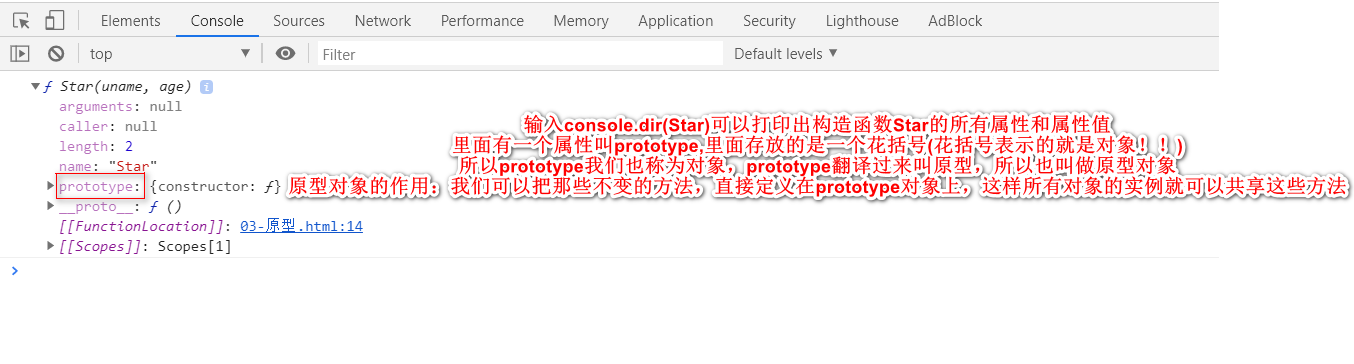 Elements Console Sources Network Performance Memory Application Security Lighthouse AdBlock
top Filter Default levels
ƒ Star(uname, age) i
arguments: null
caller: null
length: 2
name: "Star"
prototype: {constructor: ƒ}
__proto__: ƒ ()
[[FunctionLocation]]: 03-原型.html:14
[[Scopes]]: Scopes[1]
输入console.dir(Star)可以打印出构造函数Star的所有属性和属性值
里面有一个属性叫prototype,里面存放的是一个花括号(花括号表示的就是对象！！)
所以prototype我们也称为对象，prototype翻译过来叫原型，所以也叫做原型对象
原型对象的作用：我们可以把那些不变的方法，直接定义在prototype对象上，这样所有对象的实例就可以共享这些方法